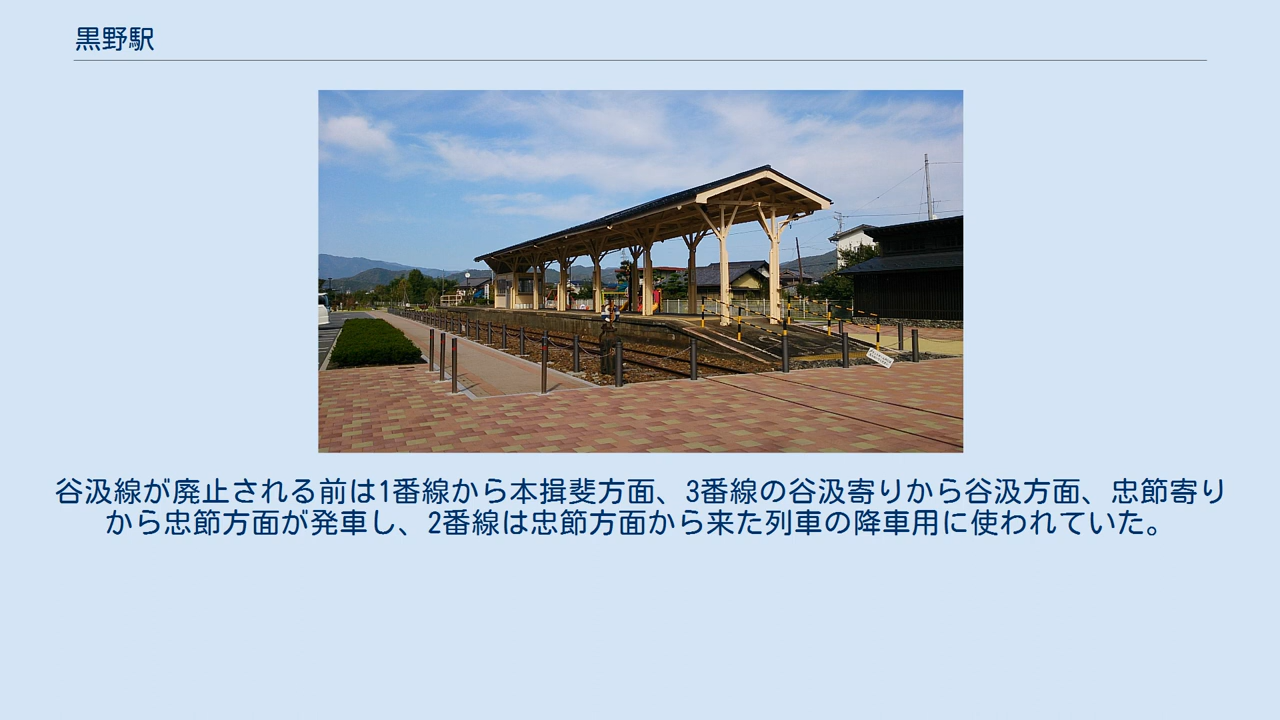 黒野駅
谷汲線が廃止される前は1番線から本揖斐方面、3番線の谷汲寄りから谷汲方面、忠節寄り
から忠節方面が発車し、2番線は忠節方面から来た列車の降車用に使われていた。